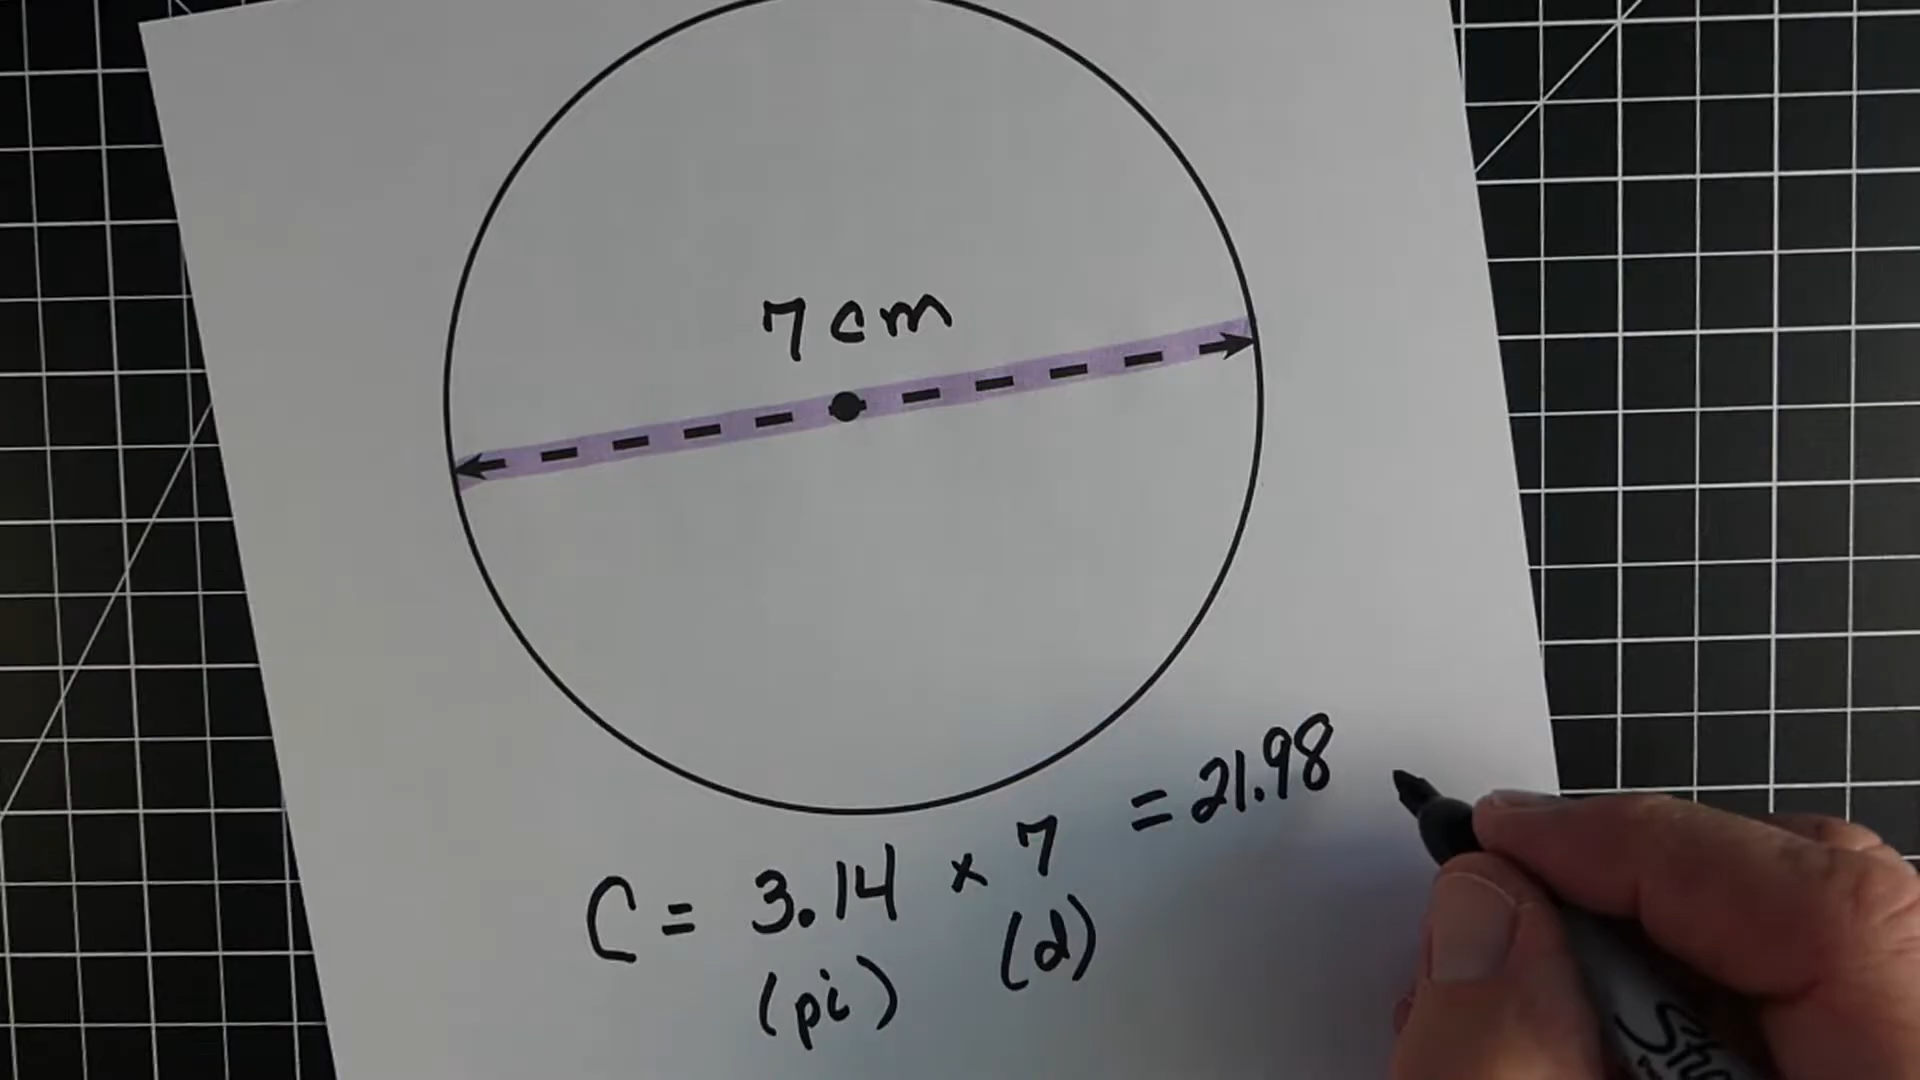 7 cm
C = 3.14 × 7 = 21.98
(pi) (d)